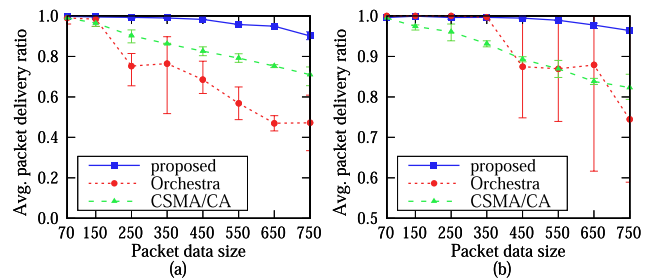 Avg. packet delivery ratio
1.0
0.8
0.6
0.4
0.2
0.0
proposed
Orchestra
CSMA/CA
70 150 250 350 450 550 650 750
Packet data size
(a)
Avg. packet delivery ratio
1.0
0.9
0.8
0.7
0.6
0.5
proposed
Orchestra
CSMA/CA
70 150 250 350 450 550 650 750
Packet data size
(b)